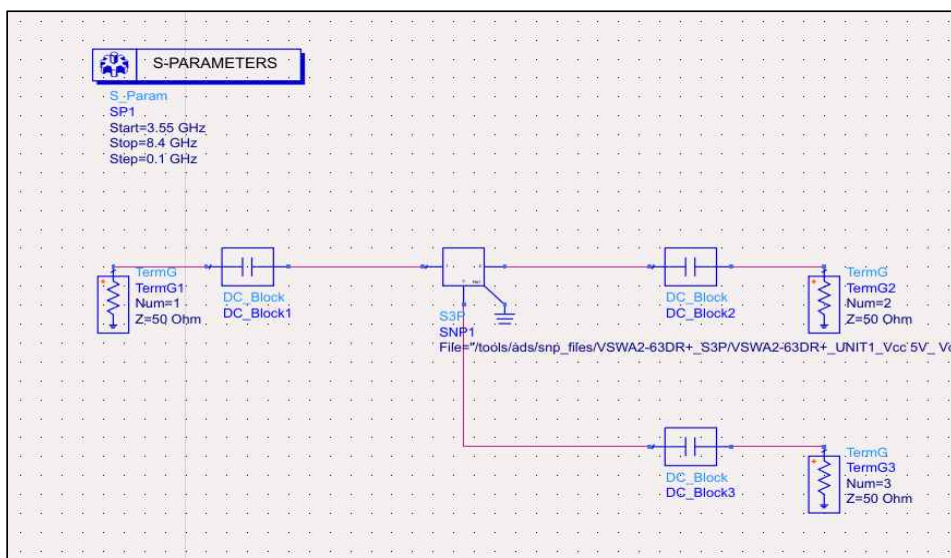 S-PARAMETERS
S_Param
SP1
Start=3.55 GHz
Stop=8.4 GHz
Step=0.1 GHz
TermG
TermG1
Num=1
Z=50 Ohm
DC_Block
DC_Block1
S3P
SNP1
File="/tools/ads/snp_files/VSWA2-63DR+_S3P/VSWA2-63DR+_UNIT1_Vcc 5V_ Vc
DC_Block
DC_Block2
TermG
TermG2
Num=2
Z=50 Ohm
DC_Block
DC_Block3
TermG
TermG3
Num=3
Z=50 Ohm